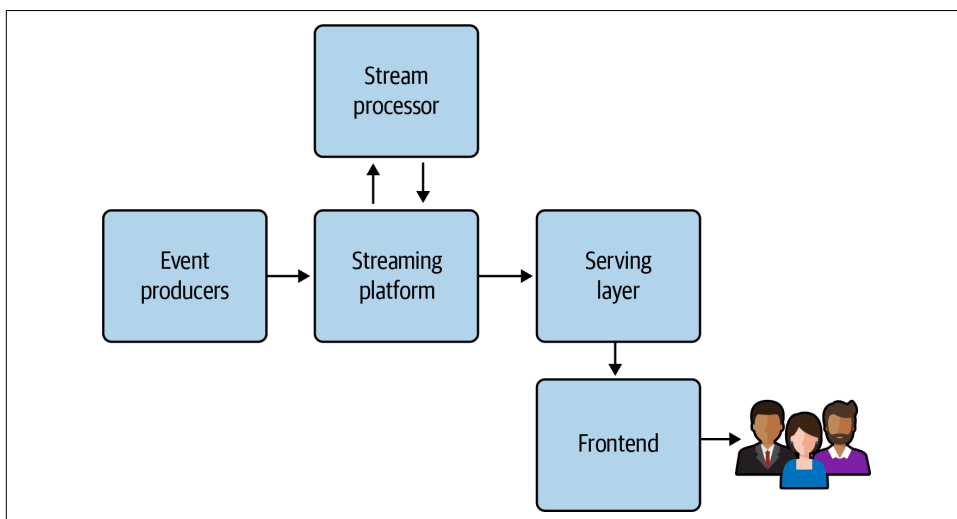 Stream
processor
Event
producers
Streaming
platform
Serving
layer
Frontend